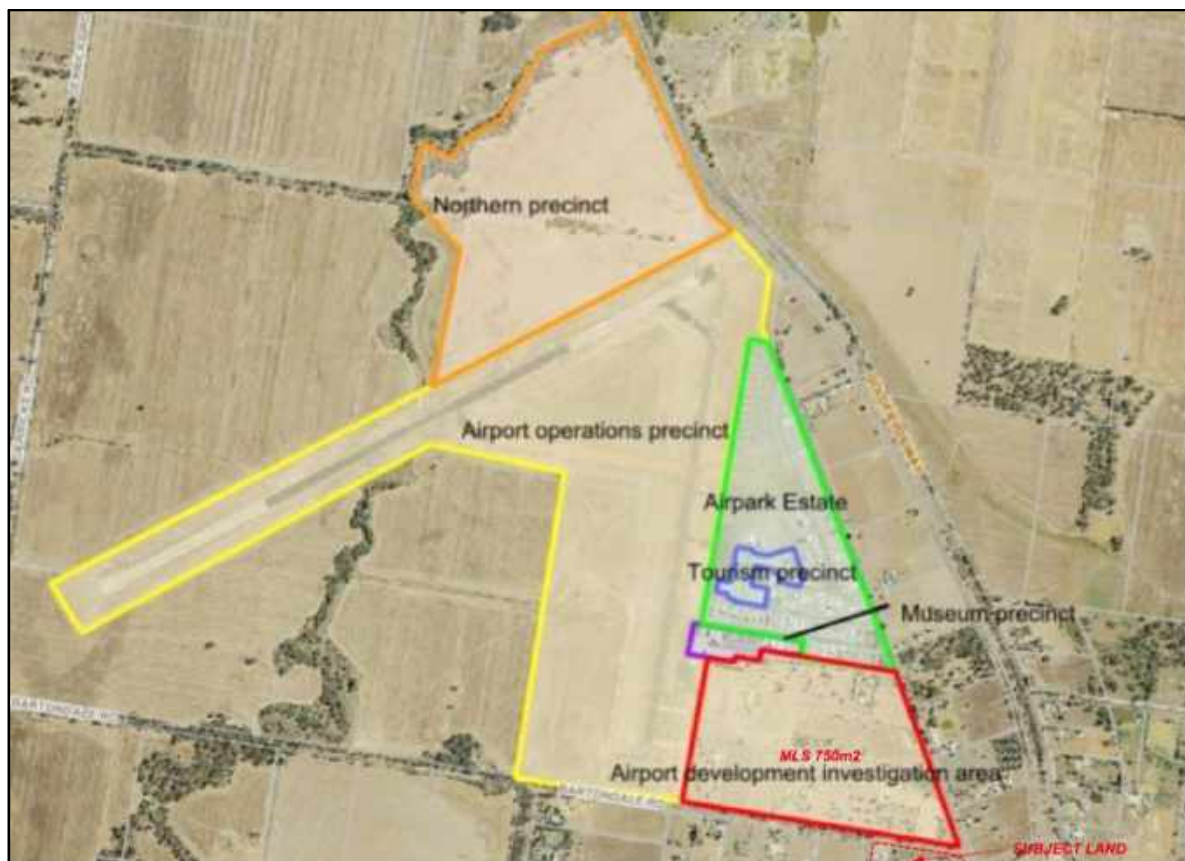 Northern precinct
Airport operations precinct
Airpark Estate
Tourism precinct
Museum precinct
MLS 750m2
Airport development investigation area
SUBJECT LAND